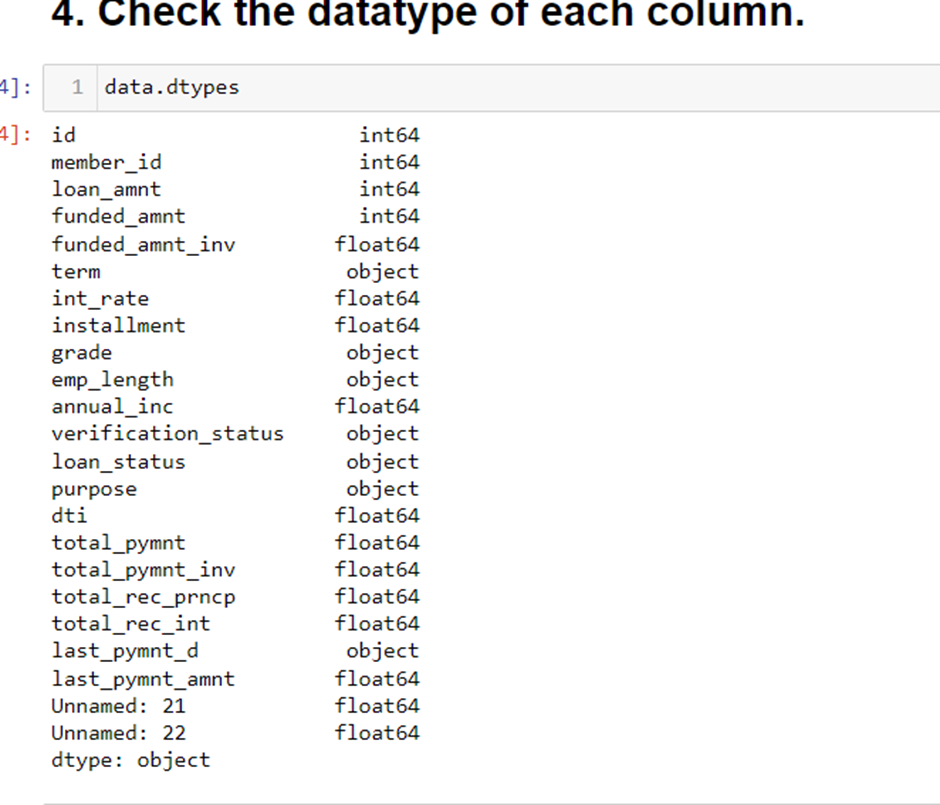 4. Check the datatype of each column.
4]: 1 data.dtypes
4]: id int64
member_id int64
loan_amnt int64
funded_amnt int64
funded_amnt_inv float64
term object
int_rate float64
installment float64
grade object
emp_length object
annual_inc float64
verification_status object
loan_status object
purpose object
dti float64
total_pymnt float64
total_pymnt_inv float64
total_rec_prncp float64
total_rec_int float64
last_pymnt_d object
last_pymnt_amnt float64
Unnamed: 21 float64
Unnamed: 22 float64
dtype: object